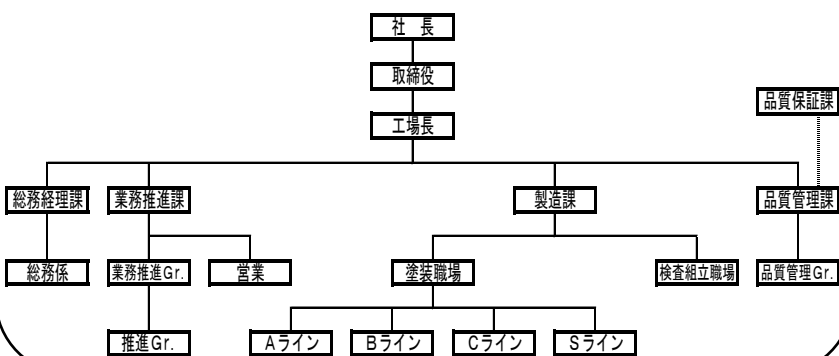 社 長
取締役
品質保証課
工場長
総務経理課
業務推進課
製造課
品質管理課
総務係
業務推進Gr.
営業
塗装職場
検査組立職場
品質管理Gr.
推進Gr.
Aライン
Bライン
Cライン
Sライン